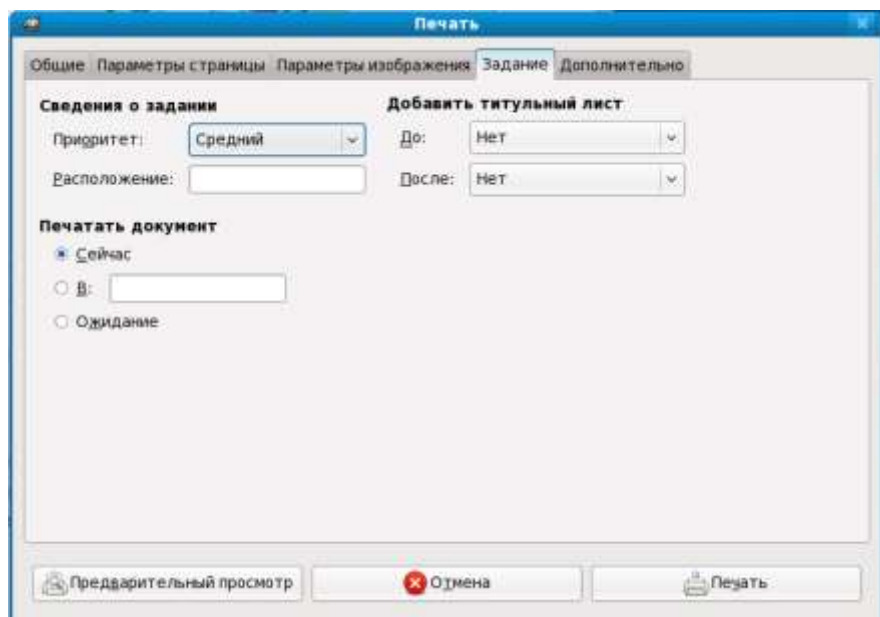 Печать
Общие Параметры страницы Параметры изображения Задание Дополнительно
Сведения о задании
Приоритет: Средний
Расположение:
Добавить титульный лист
До: Нет
После: Нет
Печатать документ
Сейчас
В:
Ожидание
Предварительный просмотр Отмена Печать